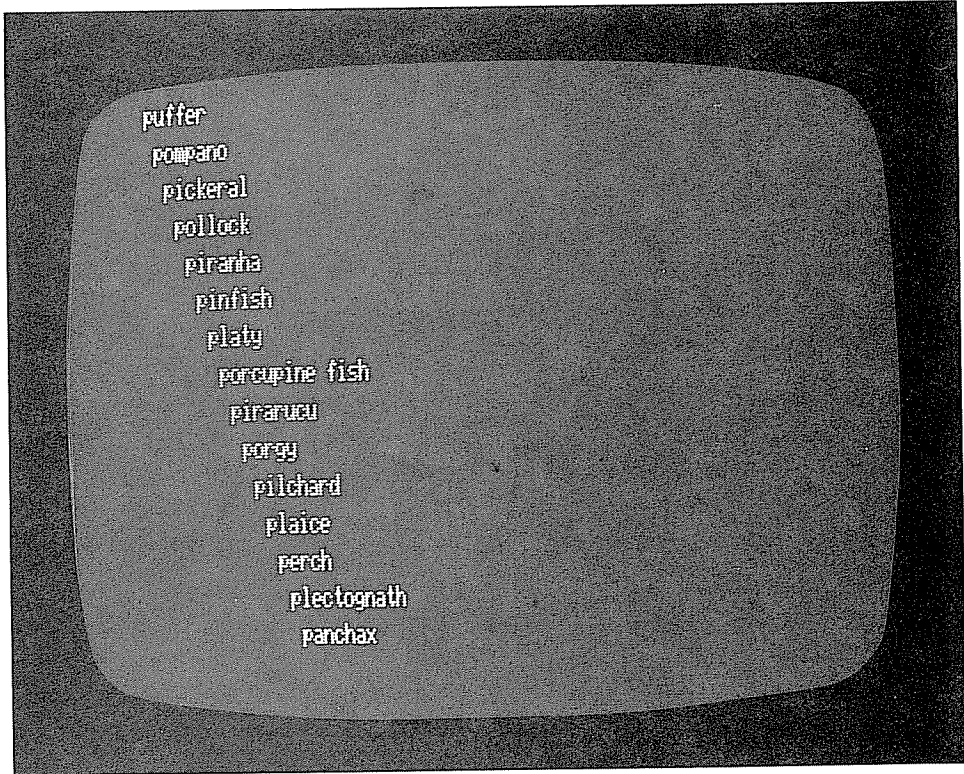 puffer
pompano
pickeral
pollock
piranha
pinfish
platy
porcupine fish
pirarucu
porgy
pilchard
plaice
perch
plectognath
panchax